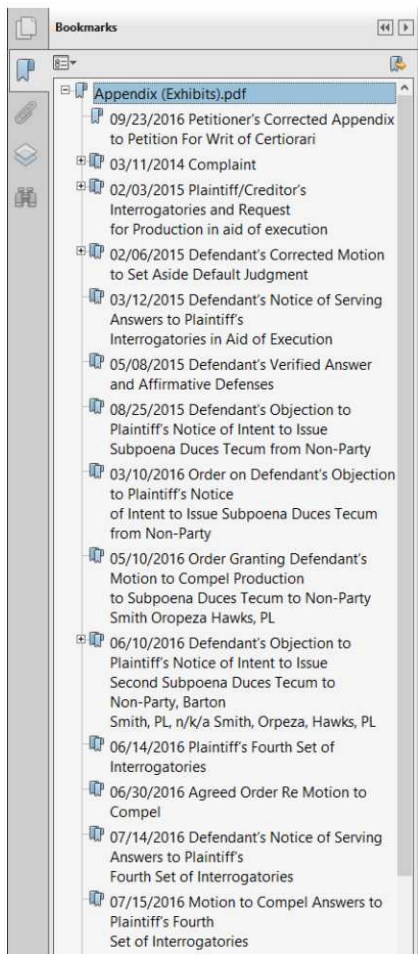 Bookmarks
Appendix (Exhibits).pdf
09/23/2016 Petitioner's Corrected Appendix
to Petition For Writ of Certiorari
03/11/2014 Complaint
02/03/2015 Plaintiff/Creditor's
Interrogatories and Request
for Production in aid of execution
02/06/2015 Defendant's Corrected Motion
to Set Aside Default Judgment
03/12/2015 Defendant's Notice of Serving
Answers to Plaintiff's
Interrogatories in Aid of Execution
05/08/2015 Defendant's Verified Answer
and Affirmative Defenses
08/25/2015 Defendant's Objection to
Plaintiff's Notice of Intent to Issue
Subpoena Duces Tecum from Non-Party
03/10/2016 Order on Defendant's Objection
to Plaintiff's Notice
of Intent to Issue Subpoena Duces Tecum
from Non-Party
05/10/2016 Order Granting Defendant's
Motion to Compel Production
to Subpoena Duces Tecum to Non-Party
Smith Oropeza Hawks, PL
06/10/2016 Defendant's Objection to
Plaintiff's Notice of Intent to Issue
Second Subpoena Duces Tecum to
Non-Party, Barton
Smith, PL, n/k/a Smith, Orpeza, Hawks, PL
06/14/2016 Plaintiff's Fourth Set of
Interrogatories
06/30/2016 Agreed Order Re Motion to
Compel
07/14/2016 Defendant's Notice of Serving
Answers to Plaintiff's
Fourth Set of Interrogatories
07/15/2016 Motion to Compel Answers to
Plaintiff's Fourth
Set of Interrogatories